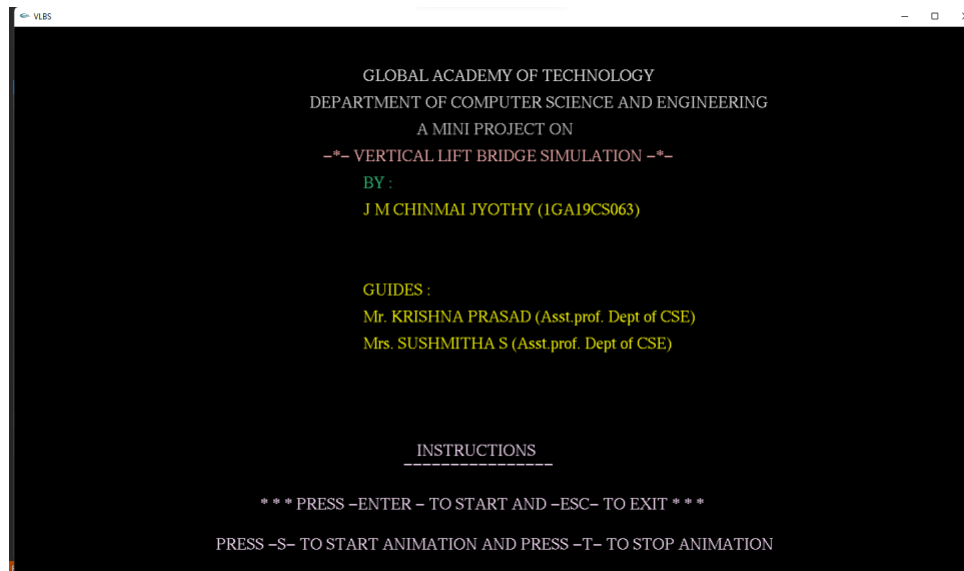 VLBS
GLOBAL ACADEMY OF TECHNOLOGY
DEPARTMENT OF COMPUTER SCIENCE AND ENGINEERING
A MINI PROJECT ON
-*- VERTICAL LIFT BRIDGE SIMULATION -*-
BY :
J M CHINMAI JYOTHY (1GA19CS063)
GUIDES :
Mr. KRISHNA PRASAD (Asst.prof. Dept of CSE)
Mrs. SUSHMITHA S (Asst.prof. Dept of CSE)
INSTRUCTIONS
----------------
* * * PRESS -ENTER - TO START AND -ESC- TO EXIT * * *
PRESS -S- TO START ANIMATION AND PRESS -T- TO STOP ANIMATION